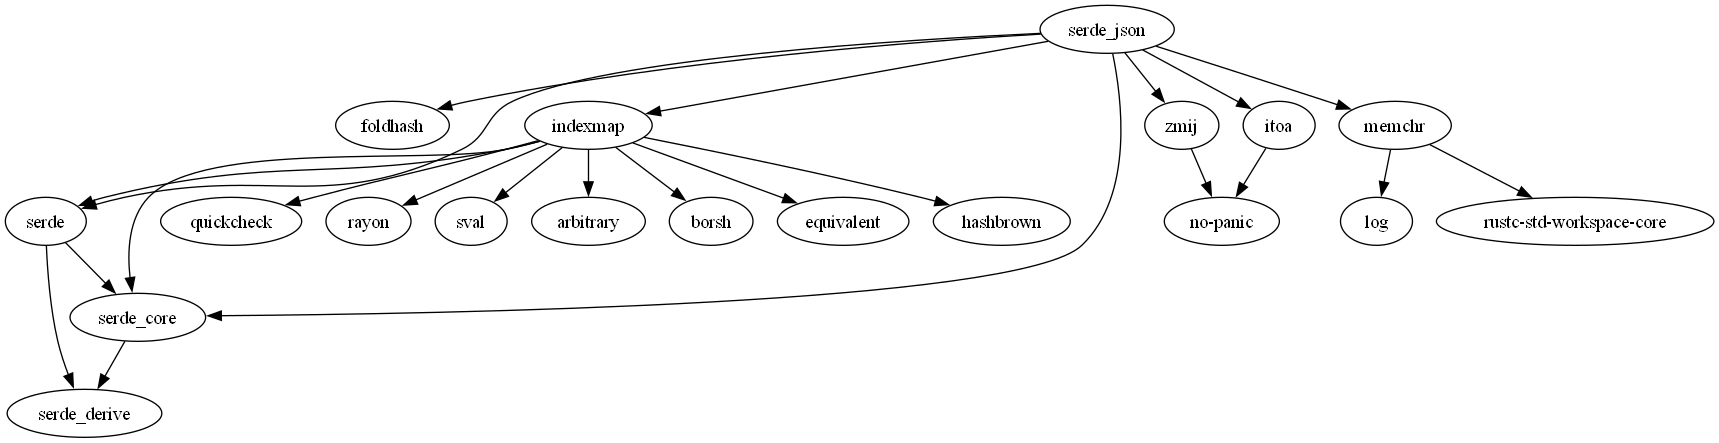 serde_json
foldhash
indexmap
zmij
itoa
memchr
serde
quickcheck
rayon
sval
arbitrary
borsh
equivalent
hashbrown
no-panic
log
rustc-std-workspace-core
serde_core
serde_derive